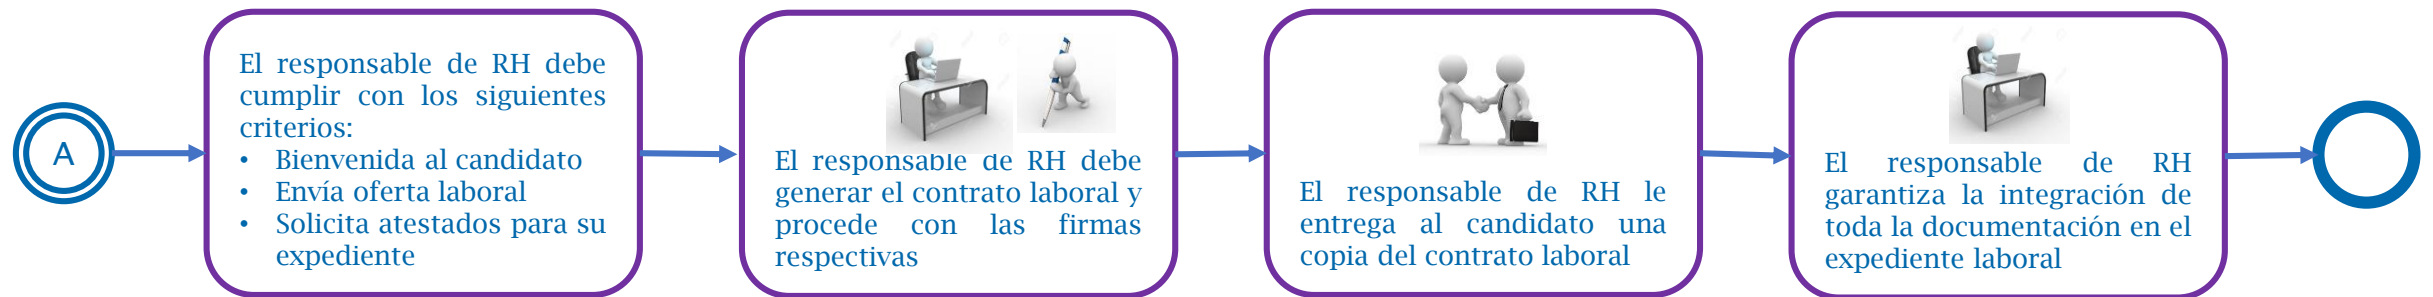 A
El responsable de RH debe
cumplir con los siguientes
criterios:
• Bienvenida al candidato
• Envía oferta laboral
• Solicita atestados para su
expediente
El responsable de RH debe
generar el contrato laboral y
procede con las firmas
respectivas
El responsable de RH le
entrega al candidato una
copia del contrato laboral
El responsable de RH
garantiza la integración de
toda la documentación en el
expediente laboral